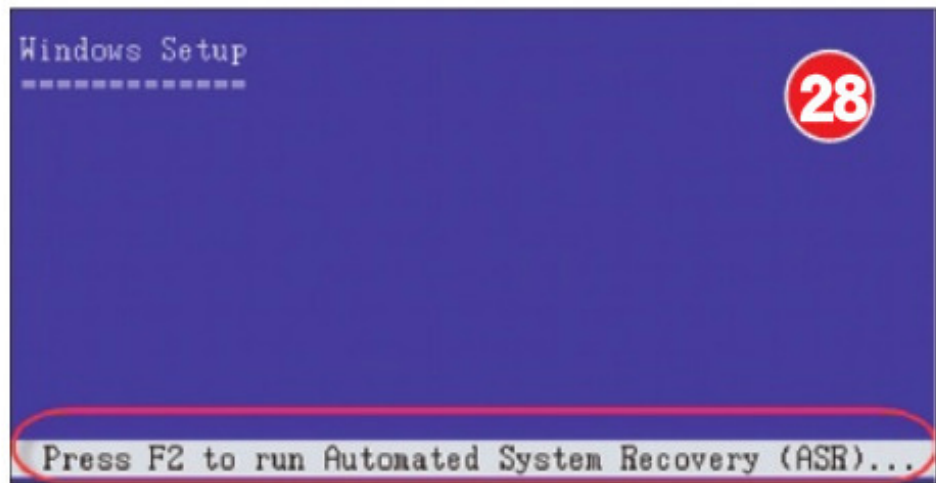 Windows Setup
=============
28
Press F2 to run Automated System Recovery (ASR)...